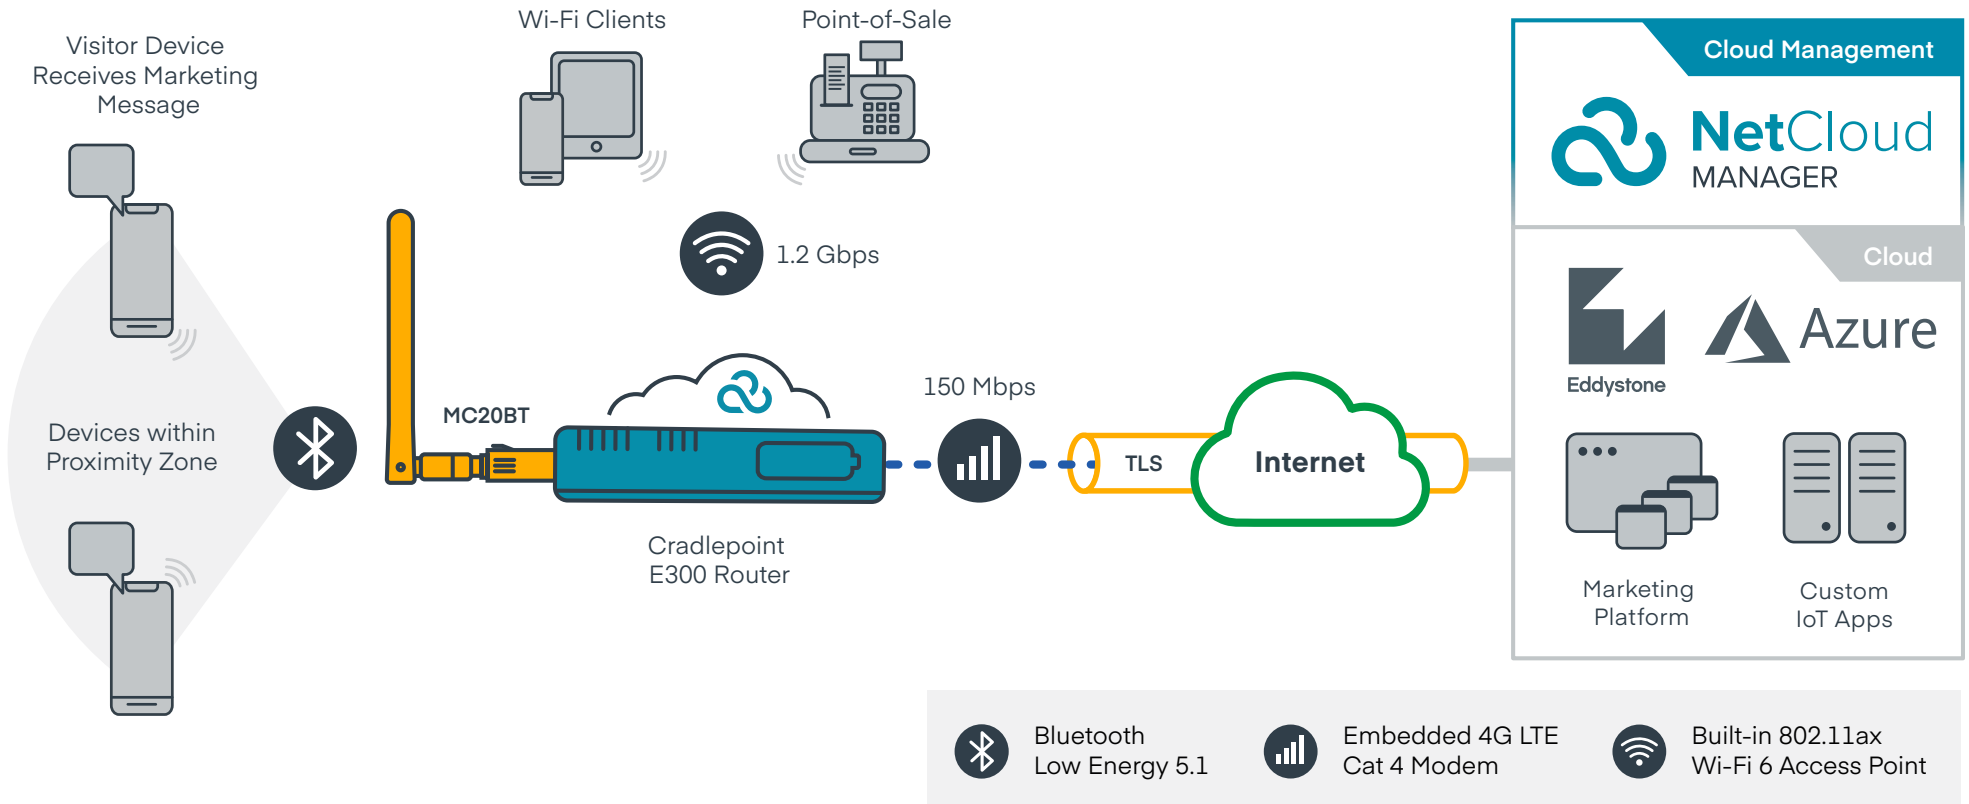 Visitor Device
Receives Marketing
Message
Wi-Fi Clients
Point-of-Sale
1.2 Gbps
Devices within
Proximity Zone
MC20BT
Cradlepoint
E300 Router
150 Mbps
TLS
Internet
Cloud Management
NetCloud
MANAGER
Cloud
Eddystone
Azure
Marketing
Platform
Custom
IoT Apps
Bluetooth
Low Energy 5.1
Embedded 4G LTE
Cat 4 Modem
Built-in 802.11ax
Wi-Fi 6 Access Point